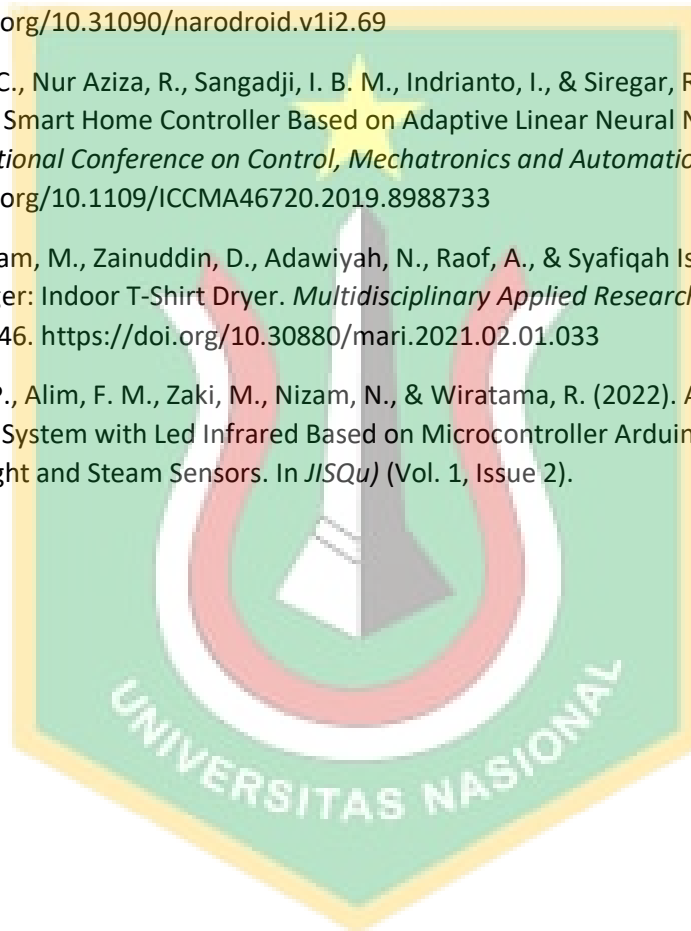 org/10.31090/narodroid.v1i2.69
C., Nur Aziza, R., Sangadji, I. B. M., Indrianto, I., & Siregar, R
Smart Home Controller Based on Adaptive Linear Neural N
tional Conference on Control, Mechatronics and Automatio
org/10.1109/ICCMA46720.2019.8988733
am, M., Zainuddin, D., Adawiyah, N., Raof, A., & Syafiqah Is
ger: Indoor T-Shirt Dryer. Multidisciplinary Applied Research
46. https://doi.org/10.30880/mari.2021.02.01.033
P., Alim, F. M., Zaki, M., Nizam, N., & Wiratama, R. (2022). A
System with Led Infrared Based on Microcontroller Arduin
ght and Steam Sensors. In JISQu) (Vol. 1, Issue 2).
UNIVERSITAS NASIONAL